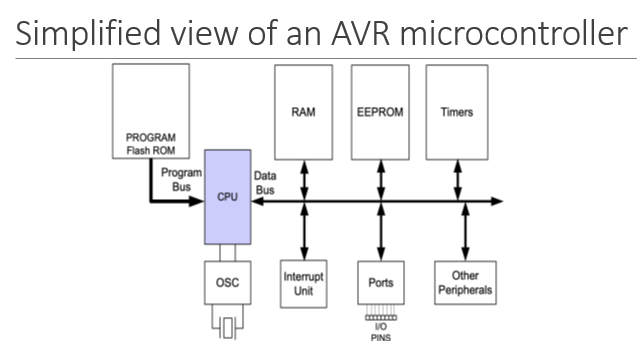 Simplified view of an AVR microcontroller
RAM
EEPROM
Timers
PROGRAM
Flash ROM
Program
Bus
CPU
Data
Bus
OSC
Interrupt
Unit
Ports
Other
Peripherals
I/O
PINS